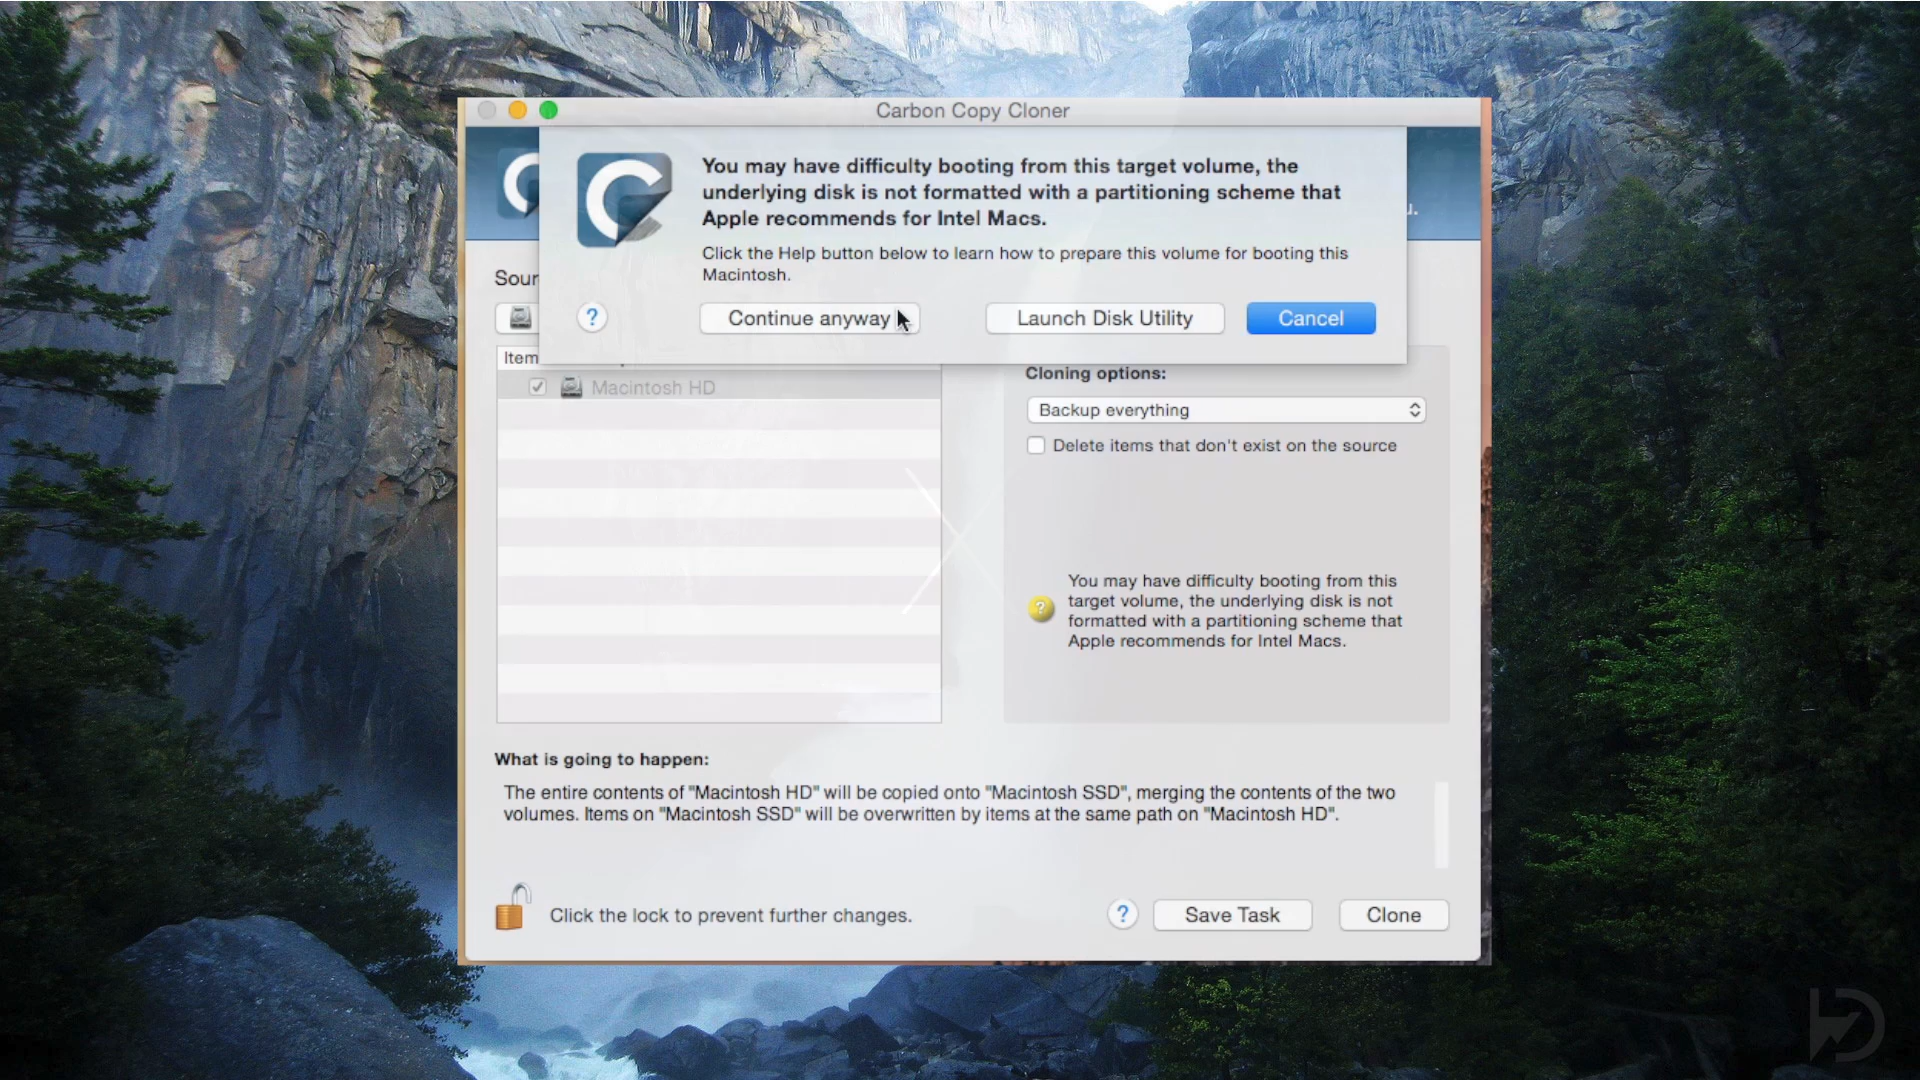 Carbon Copy Cloner
You may have difficulty booting from this target volume, the
underlying disk is not formatted with a partitioning scheme that
Apple recommends for Intel Macs.
Click the Help button below to learn how to prepare this volume for booting this
Macintosh.
? Continue anyway Launch Disk Utility Cancel
Macintosh HD
Cloning options:
Backup everything
Delete items that don't exist on the source
? You may have difficulty booting from this
target volume, the underlying disk is not
formatted with a partitioning scheme that
Apple recommends for Intel Macs.
What is going to happen:
The entire contents of "Macintosh HD" will be copied onto "Macintosh SSD", merging the contents of the two
volumes. Items on "Macintosh SSD" will be overwritten by items at the same path on "Macintosh HD".
Click the lock to prevent further changes.
? Save Task Clone